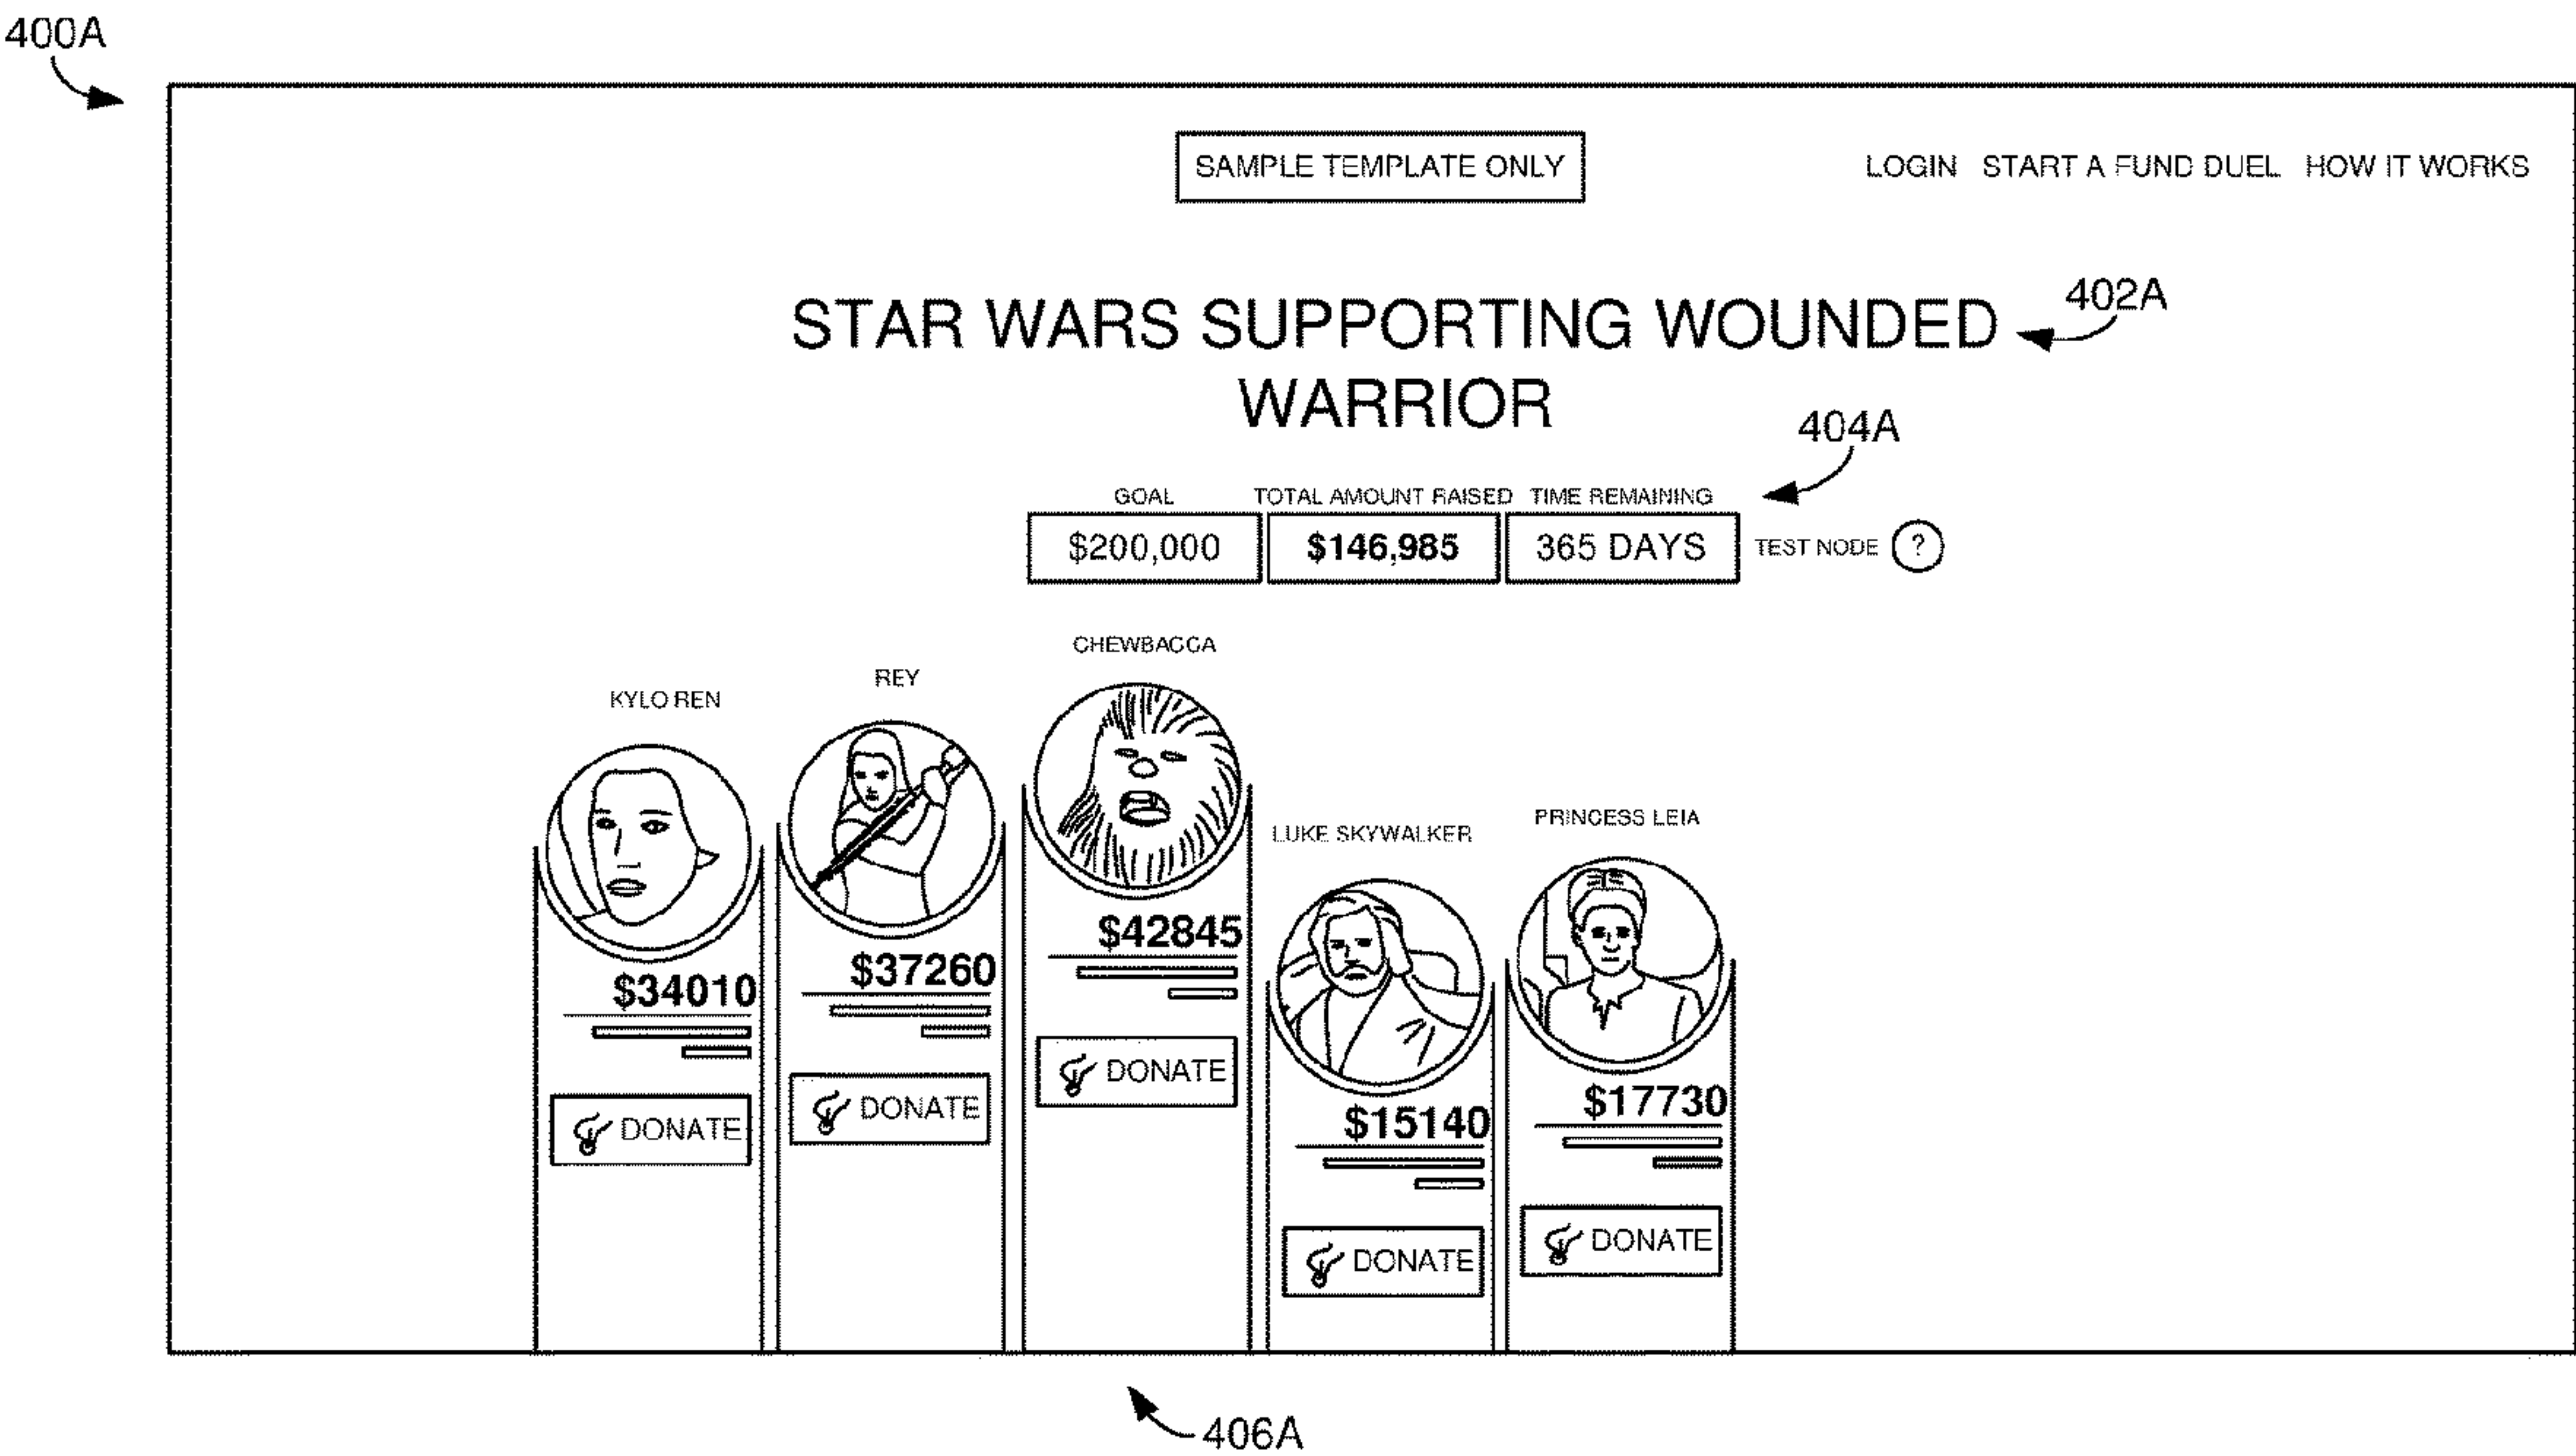 400A
SAMPLE TEMPLATE ONLY
LOGIN START A FUND DUEL HOW IT WORKS
STAR WARS SUPPORTING WOUNDED
WARRIOR
402A
404A
GOAL TOTAL AMOUNT RAISED TIME REMAINING
$200,000 $146,985 365 DAYS TEST NODE ?
CHEWBACCA
REY
KYLO REN
PRINCESS LEIA
LUKE SKYWALKER
$42845
$37260
$34010
DONATE
$17730
DONATE
$15140
DONATE
DONATE
DONATE
406A